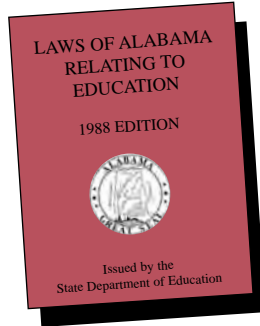 LAWS OF ALABAMA
RELATING TO
EDUCATION
1988 EDITION
ALABAMA
GREAT SEAL
Issued by the
State Department of Education